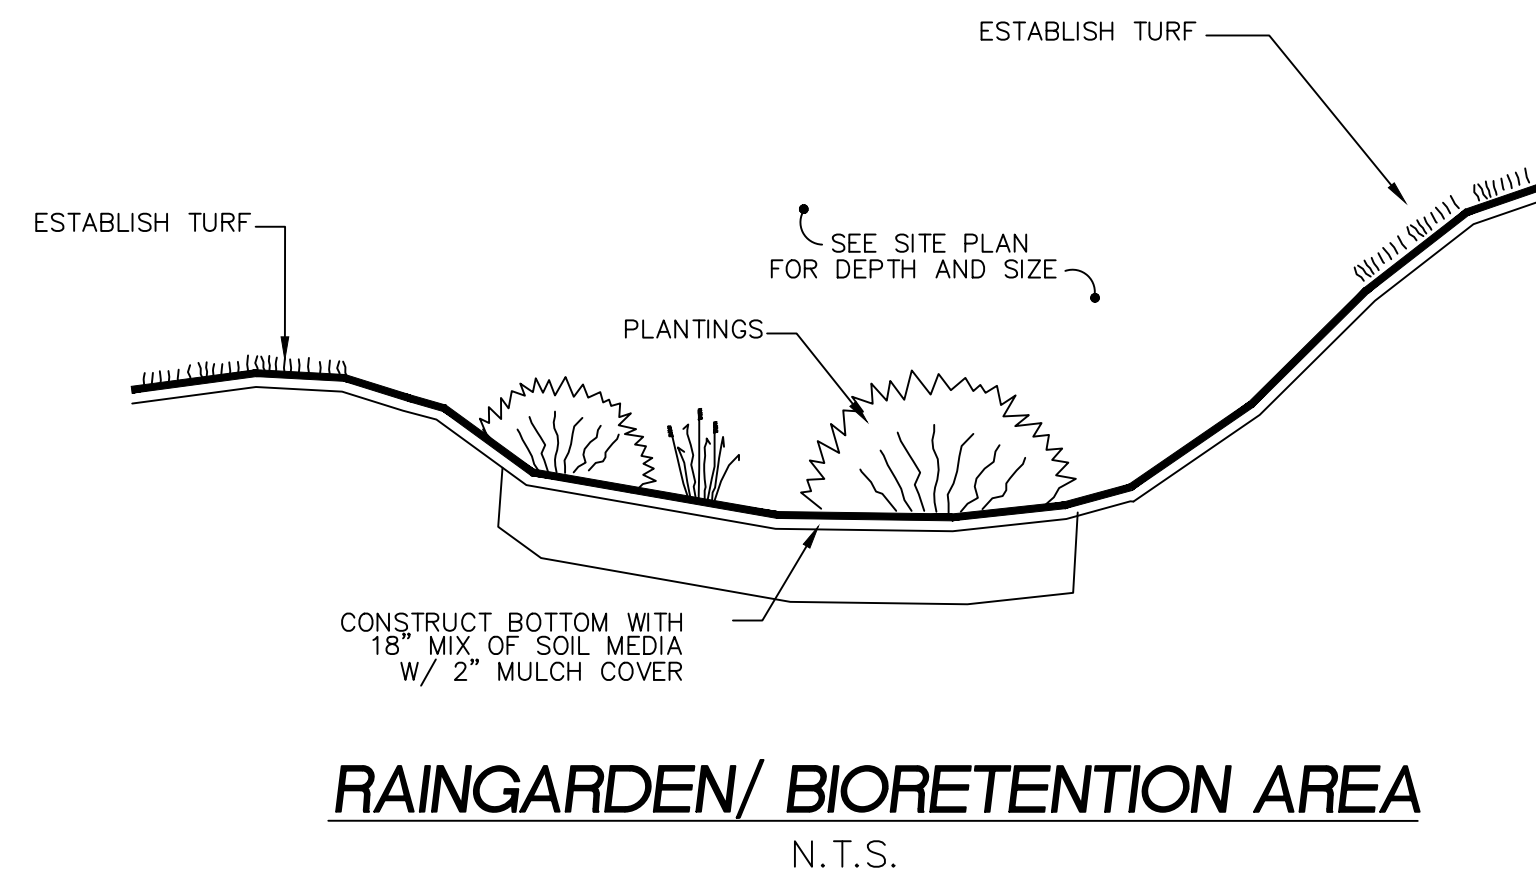 ESTABLISH TURF
ESTABLISH TURF
SEE SITE PLAN
FOR DEPTH AND SIZE
PLANTINGS
CONSTRUCT BOTTOM WITH
18” MIX OF SOIL MEDIA
W/ 2” MULCH COVER
RAINGARDEN/ BIORETENTION AREA
N.T.S.